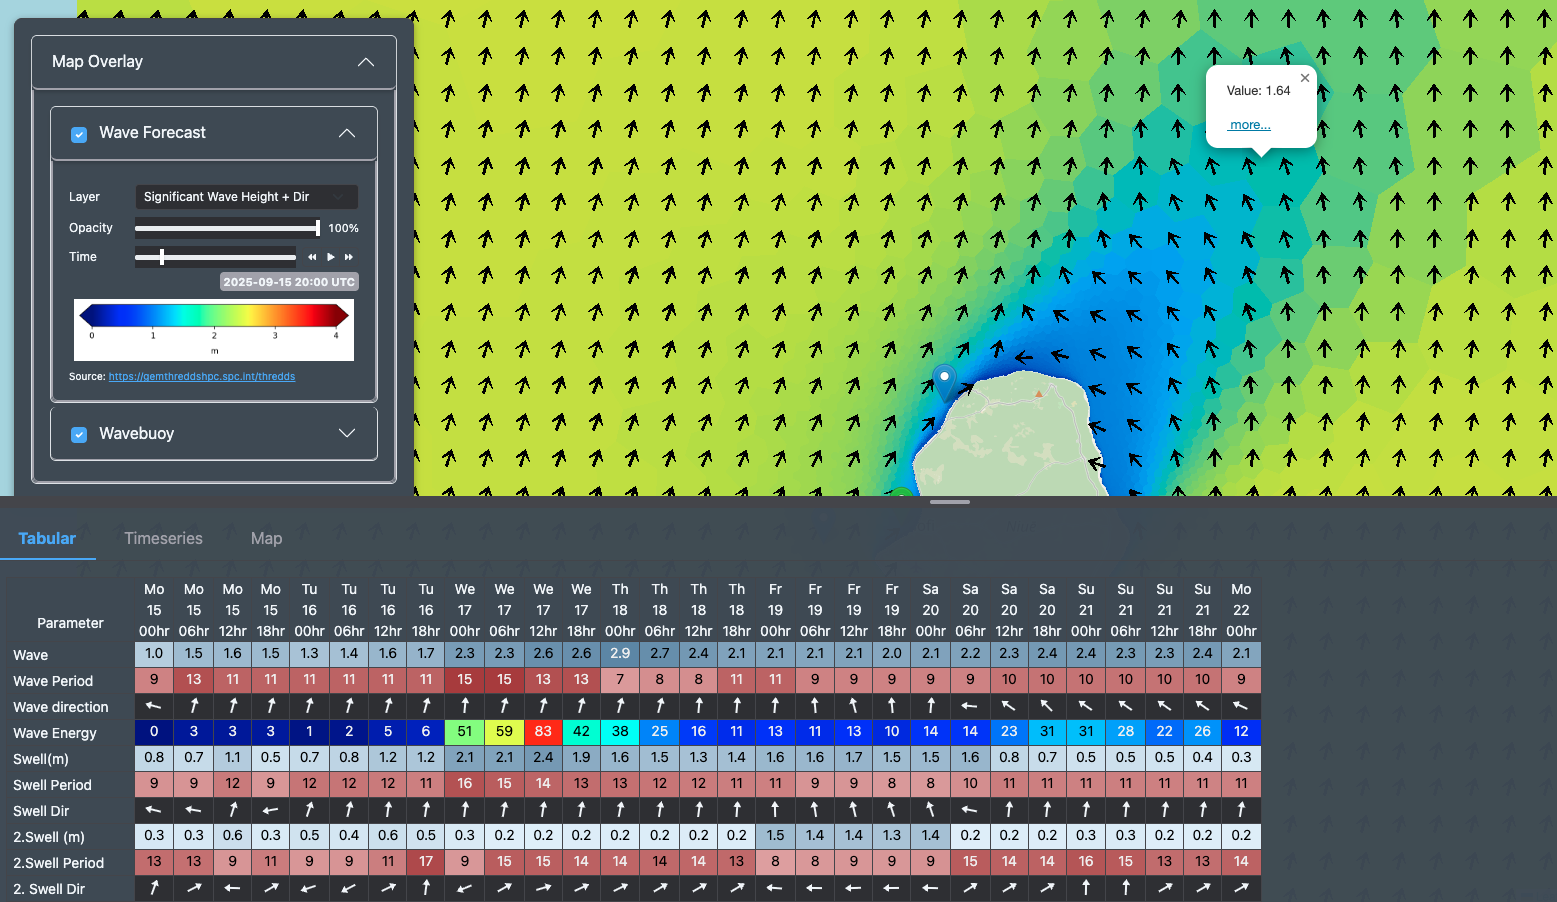 Map Overlay
Wave Forecast
Layer Significant Wave Height + Dir
Opacity 100%
Time
2025-09-15 20:00 UTC
0 1 2 3 4
m
Source: https://gemthreddshpc.spc.int/thredds
Wavebuoy
Value: 1.64
more...
×
Tabular Timeseries Map
Mo Mo Mo Mo Tu Tu Tu Tu We We We We Th Th Th Th Fr Fr Fr Fr Sa Sa Sa Sa Su Su Su Su Mo
15 15 15 15 16 16 16 16 17 17 17 17 18 18 18 18 19 19 19 19 20 20 20 20 21 21 21 21 22
Parameter 00hr 06hr 12hr 18hr 00hr 06hr 12hr 18hr 00hr 06hr 12hr 18hr 00hr 06hr 12hr 18hr 00hr 06hr 12hr 18hr 00hr 06hr 12hr 18hr 00hr 06hr 12hr 18hr 00hr
Wave 1.0 1.5 1.6 1.5 1.3 1.4 1.6 1.7 2.3 2.3 2.6 2.6 2.9 2.7 2.4 2.1 2.1 2.1 2.1 2.0 2.1 2.2 2.3 2.4 2.4 2.3 2.3 2.4 2.1
Wave Period 9 13 11 11 11 11 11 11 15 15 13 13 7 8 8 11 11 9 9 9 9 9 10 10 10 10 10 10 9
Wave direction
Wave Energy 0 3 3 3 1 2 5 6 51 59 83 42 38 25 16 11 13 11 13 10 14 14 23 31 31 28 22 26 12
Swell(m) 0.8 0.7 1.1 0.5 0.7 0.8 1.2 1.2 2.1 2.1 2.4 1.9 1.6 1.5 1.3 1.4 1.6 1.6 1.7 1.5 1.5 1.6 0.8 0.7 0.5 0.5 0.5 0.4 0.3
Swell Period 9 9 12 9 12 12 12 11 16 15 14 13 13 12 12 11 11 9 9 8 8 10 11 11 11 11 11 11 11
Swell Dir
2.Swell (m) 0.3 0.3 0.6 0.3 0.5 0.4 0.6 0.5 0.3 0.2 0.2 0.2 0.2 0.2 0.2 0.2 1.5 1.4 1.4 1.3 1.4 0.2 0.2 0.2 0.3 0.3 0.2 0.2 0.2
2.Swell Period 13 13 9 11 9 9 11 17 9 15 15 14 14 14 14 13 8 8 9 9 9 15 14 14 16 15 13 13 14
2. Swell Dir